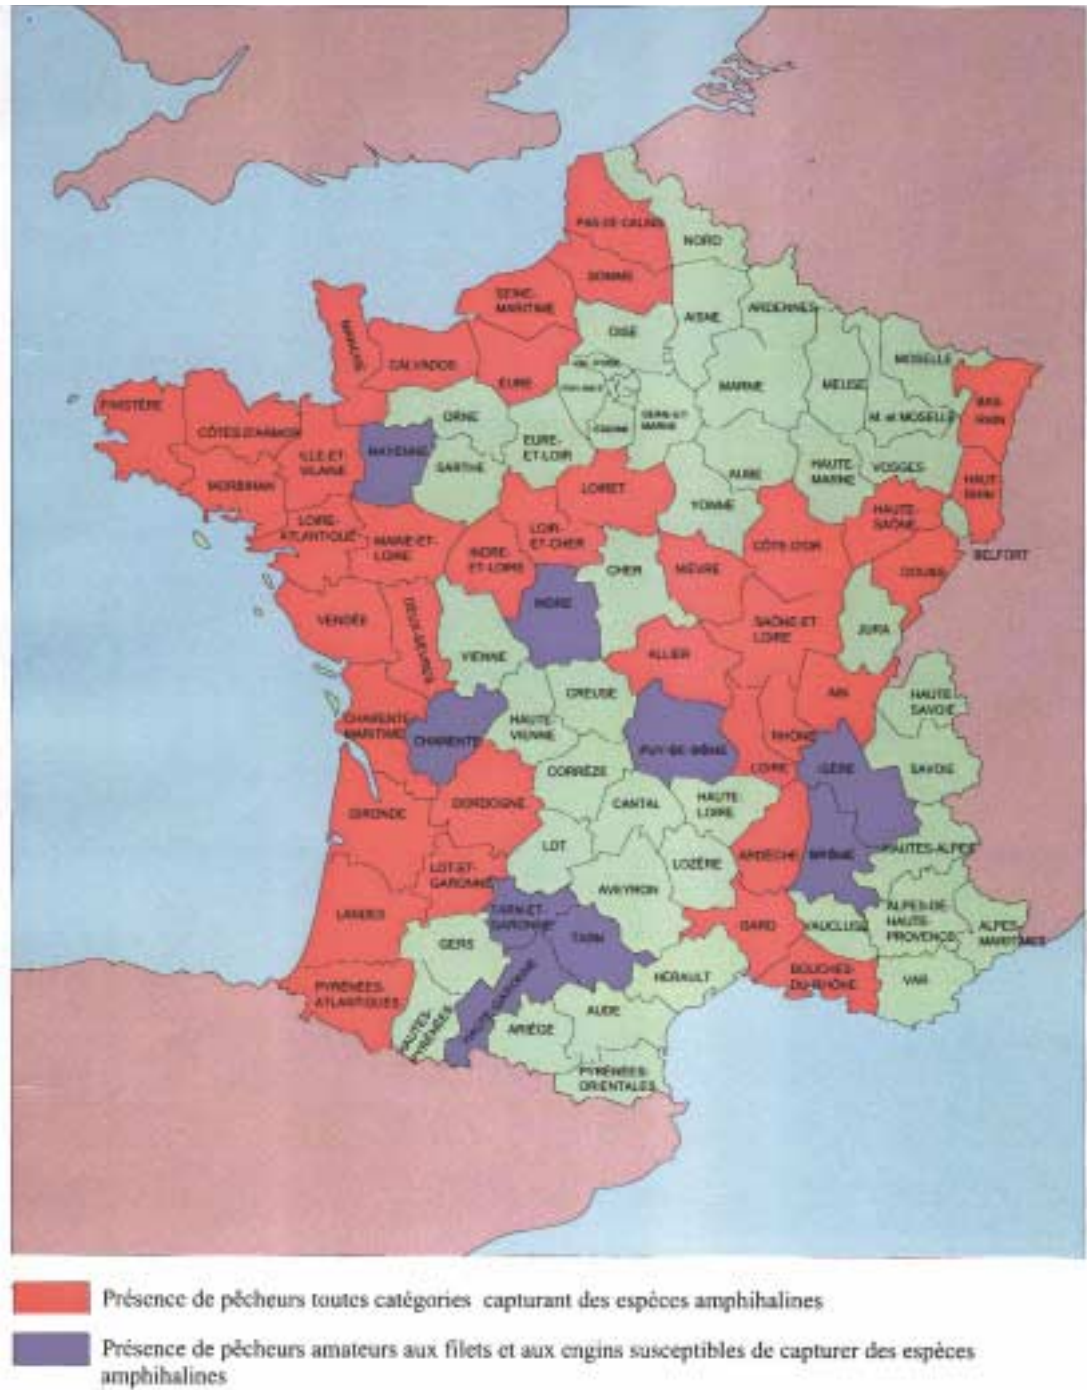 PAS-DE-CALAIS
NORD
SOMME
SEINE-
MARITIME
OISE
AISNE
ARDENNES
MANCHE
CALVADOS
EURE
MARNE
MEUSE
MOSELLE
M. et MOSELLE
BAS
RHIN
FINISTÈRE
CÔTES-D'ARMOR
ORNE
ESSONNE
SEINE-ET-
MARNE
MORBIHAN
ILLE-ET-
VILAINE
MAYENNE
SARTHE
EURE-
ET-LOIR
AUBE
HAUTE-
MARNE
VOSGES
HAUT
RHIN
LOIRE-
ATLANTIQUE
MAINE-ET-
LOIRE
INDRE-
ET-LOIRE
LOIR-
ET-CHER
LOIRET
YONNE
HAUTE-
SAÔNE
BELFORT
CÔTE-D'OR
DOUBS
VENDÉE
DEUX-SÈVRES
VIENNE
INDRE
CHER
NIÈVRE
SAÔNE-ET
LOIRE
JURA
ALLIER
CREUSE
AIN
HAUTE
SAVOIE
CHARENTE
MARITIME
CHARENTE
HAUTE-
VIENNE
PUY-DE-DÔME
RHÔNE
LOIRE
ISÈRE
SAVOIE
CORRÈZE
GIRONDE
DORDOGNE
CANTAL
HAUTE
LOIRE
LOT
LOT-ET-
GARONNE
LOZÈRE
ARDÈCHE
DRÔME
HAUTES-ALPES
AVEYRON
LANDES
TARN-ET-
GARONNE
TARN
GERS
GARD
VAUCLUSE
ALPES-DE-
HAUTE-
PROVENCE
ALPES
MARITIMES
HÉRAULT
BOUCHES-
DU-RHÔNE
VAR
PYRÉNÉES-
ATLANTIQUES
HAUTES-
PYRÉNÉES
HAUTE-GARONNE
ARIÈGE
AUDE
PYRÉNÉES-
ORIENTALES
Présence de pêcheurs toutes catégories capturant des espèces amphihalines
Présence de pêcheurs amateurs aux filets et aux engins susceptibles de capturer des espèces
amphihalines